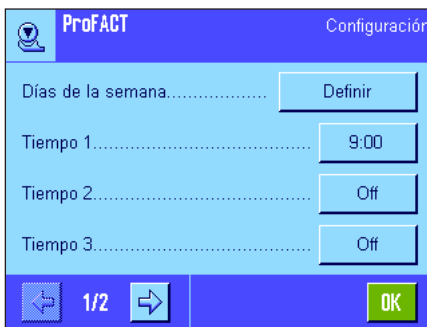 ProFACT Configuración
Días de la semana.................. Definir
Tiempo 1....................................... 9:00
Tiempo 2....................................... Off
Tiempo 3....................................... Off
1/2 OK